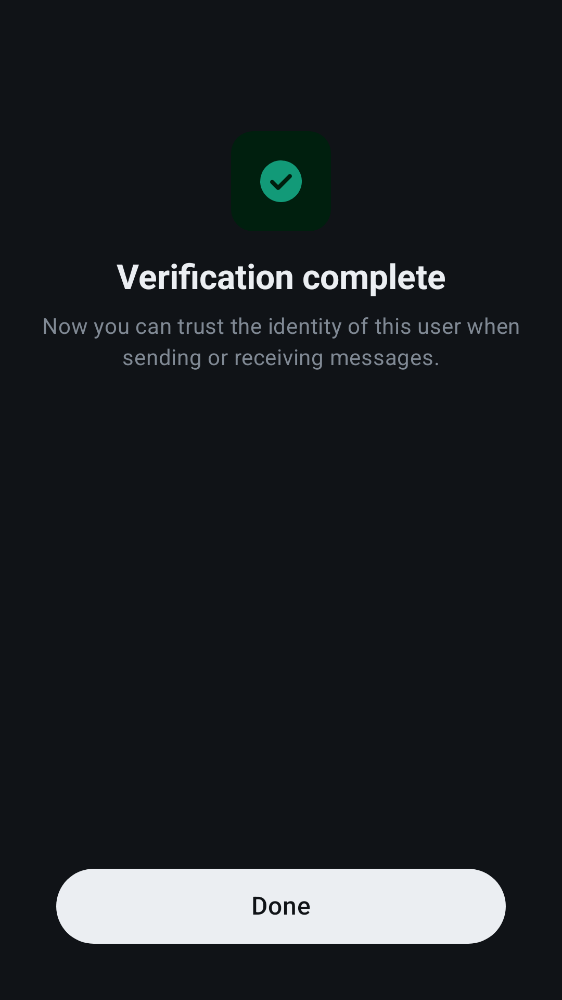 Verification complete
Now you can trust the identity of this user when
sending or receiving messages.
Done